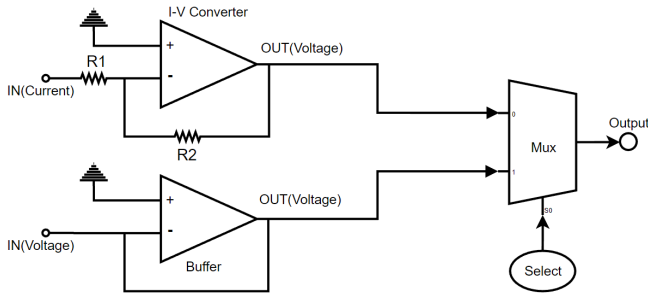 I-V Converter
+
OUT(Voltage)
R1
-
IN(Current)
R2
0
Output
Mux
1
+
OUT(Voltage)
S0
-
IN(Voltage)
Buffer
Select